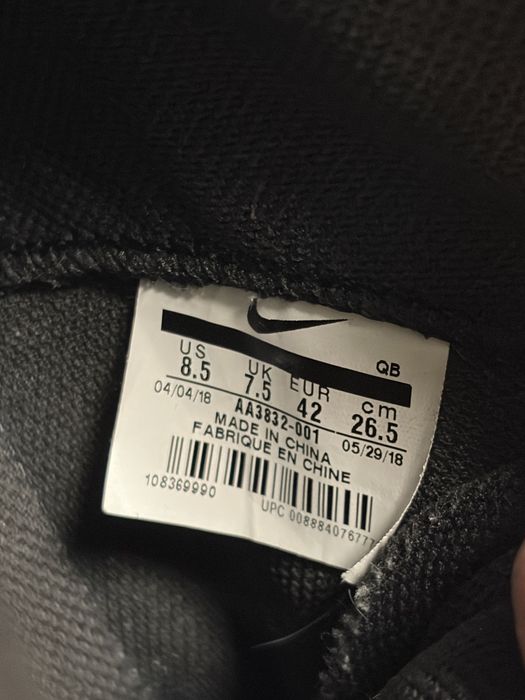 QB
US UK EUR cm
8.5 7.5 42 26.5
04/04/18 AA3832-001 05/29/18
MADE IN CHINA
FABRIQUE EN CHINE
108369990
UPC 00888407677